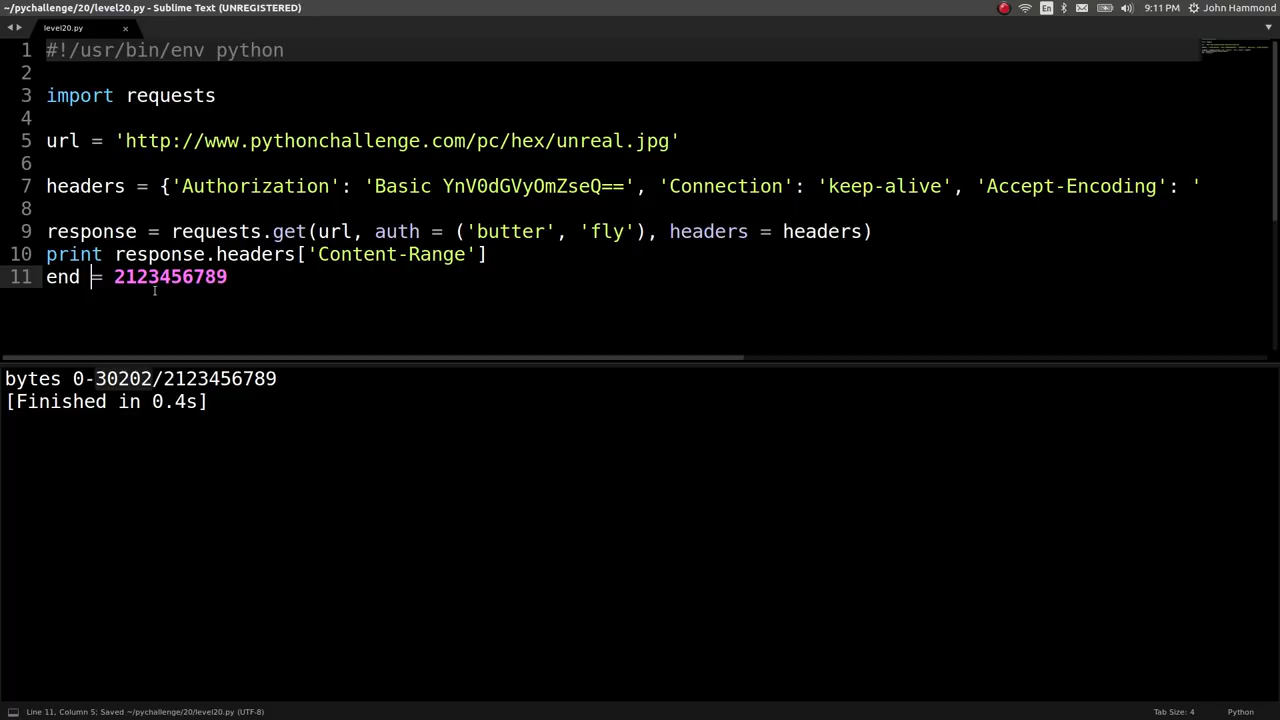 ~/pychallenge/20/level20.py - Sublime Text (UNREGISTERED)
En
9:11 PM
John Hammond
level20.py
1 #!/usr/bin/env python
2
3 import requests
4
5 url = 'http://www.pythonchallenge.com/pc/hex/unreal.jpg'
6
7 headers = {'Authorization': 'Basic YnV0dGVyOmZseQ==', 'Connection': 'keep-alive', 'Accept-Encoding': '
8
9 response = requests.get(url, auth = ('butter', 'fly'), headers = headers)
10 print response.headers['Content-Range']
11 end = 2123456789
bytes 0-30202/2123456789
[Finished in 0.4s]
Line 11, Column 5; Saved ~/pychallenge/20/level20.py (UTF-8)
Tab Size: 4
Python